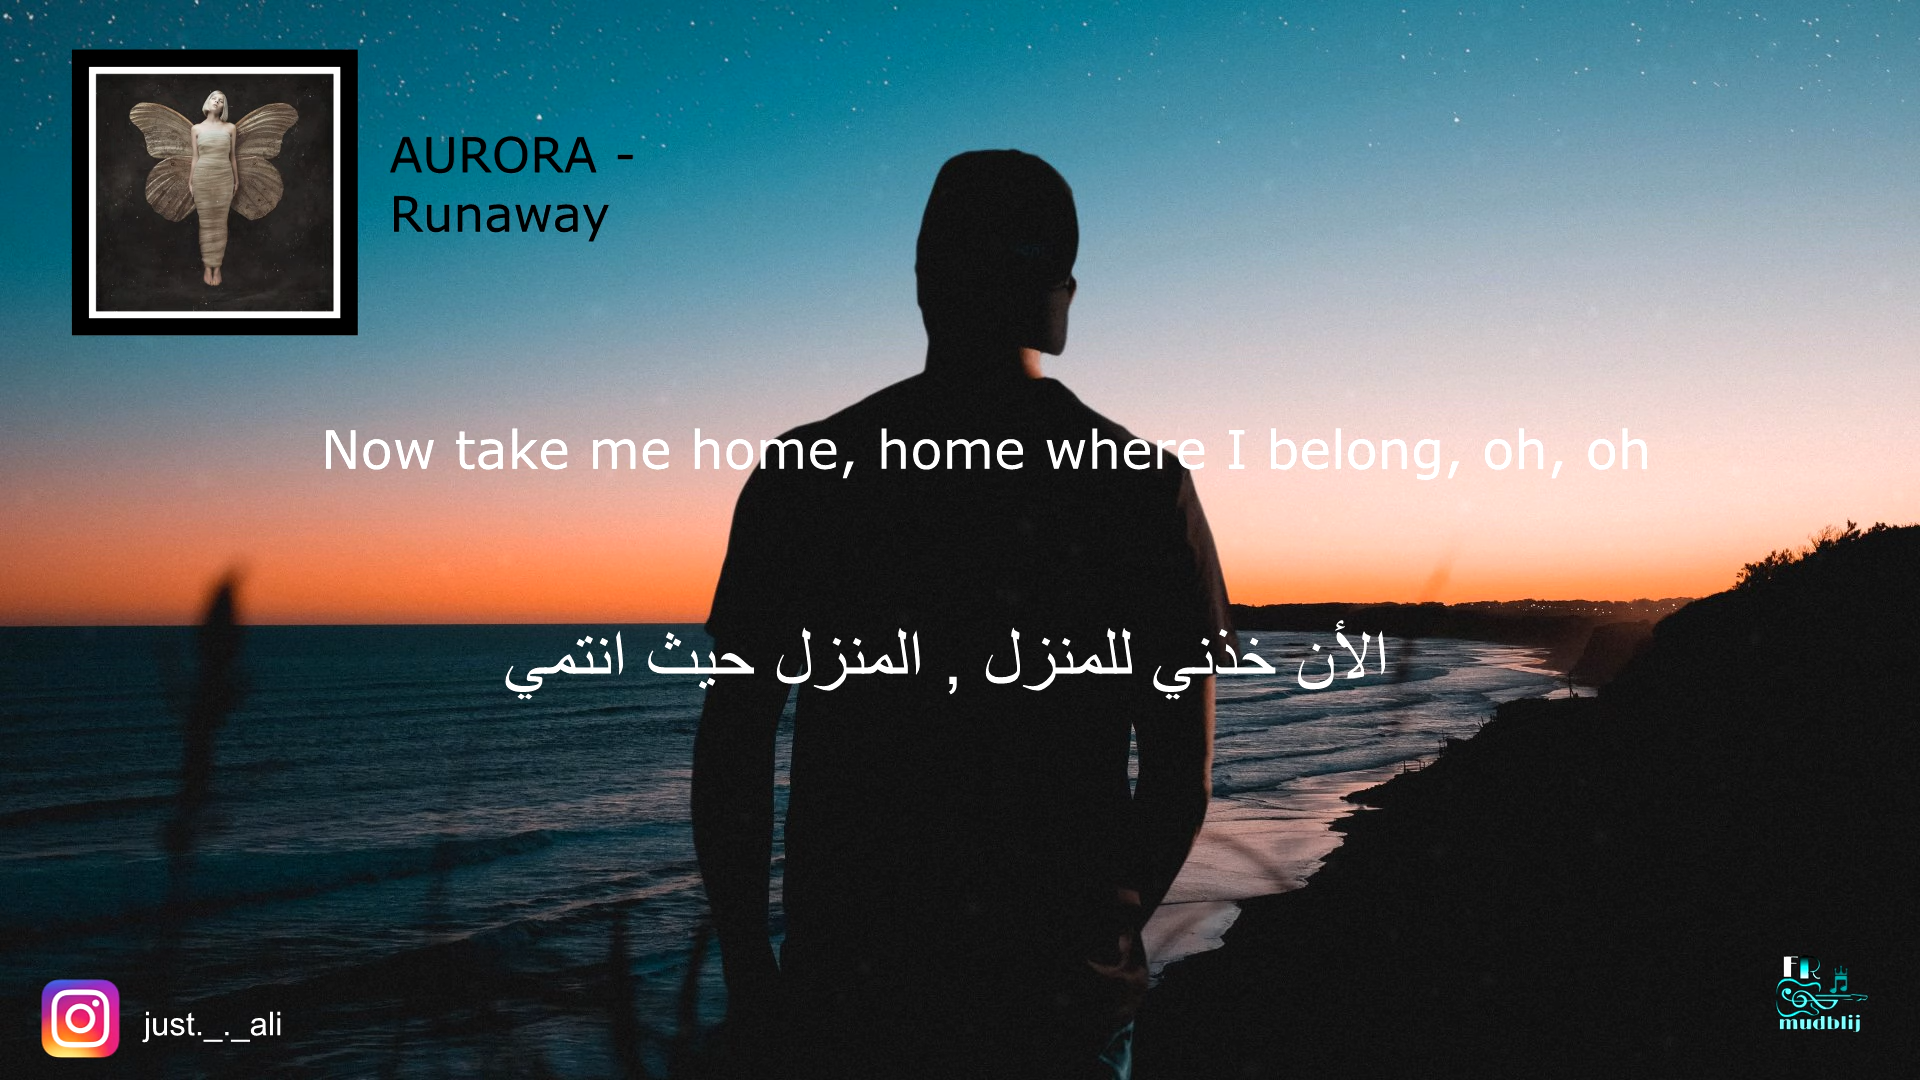 AURORA -
Runaway
Now take me home, home where I belong, oh, oh
الأن خذني للمنزل , المنزل حيث انتمي
just._._ali
FR
mudblij